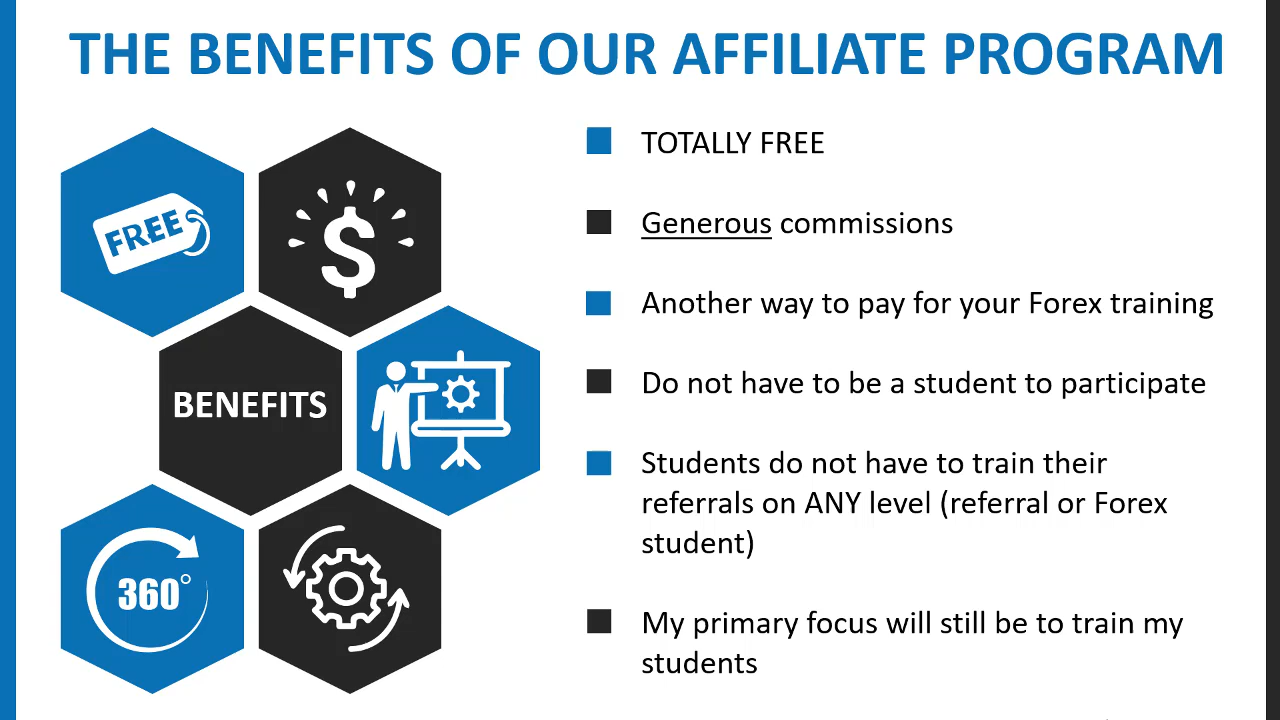 THE BENEFITS OF OUR AFFILIATE PROGRAM
FREE
BENEFITS
360°
TOTALLY FREE
Generous commissions
Another way to pay for your Forex training
Do not have to be a student to participate
Students do not have to train their
referrals on ANY level (referral or Forex
student)
My primary focus will still be to train my
students